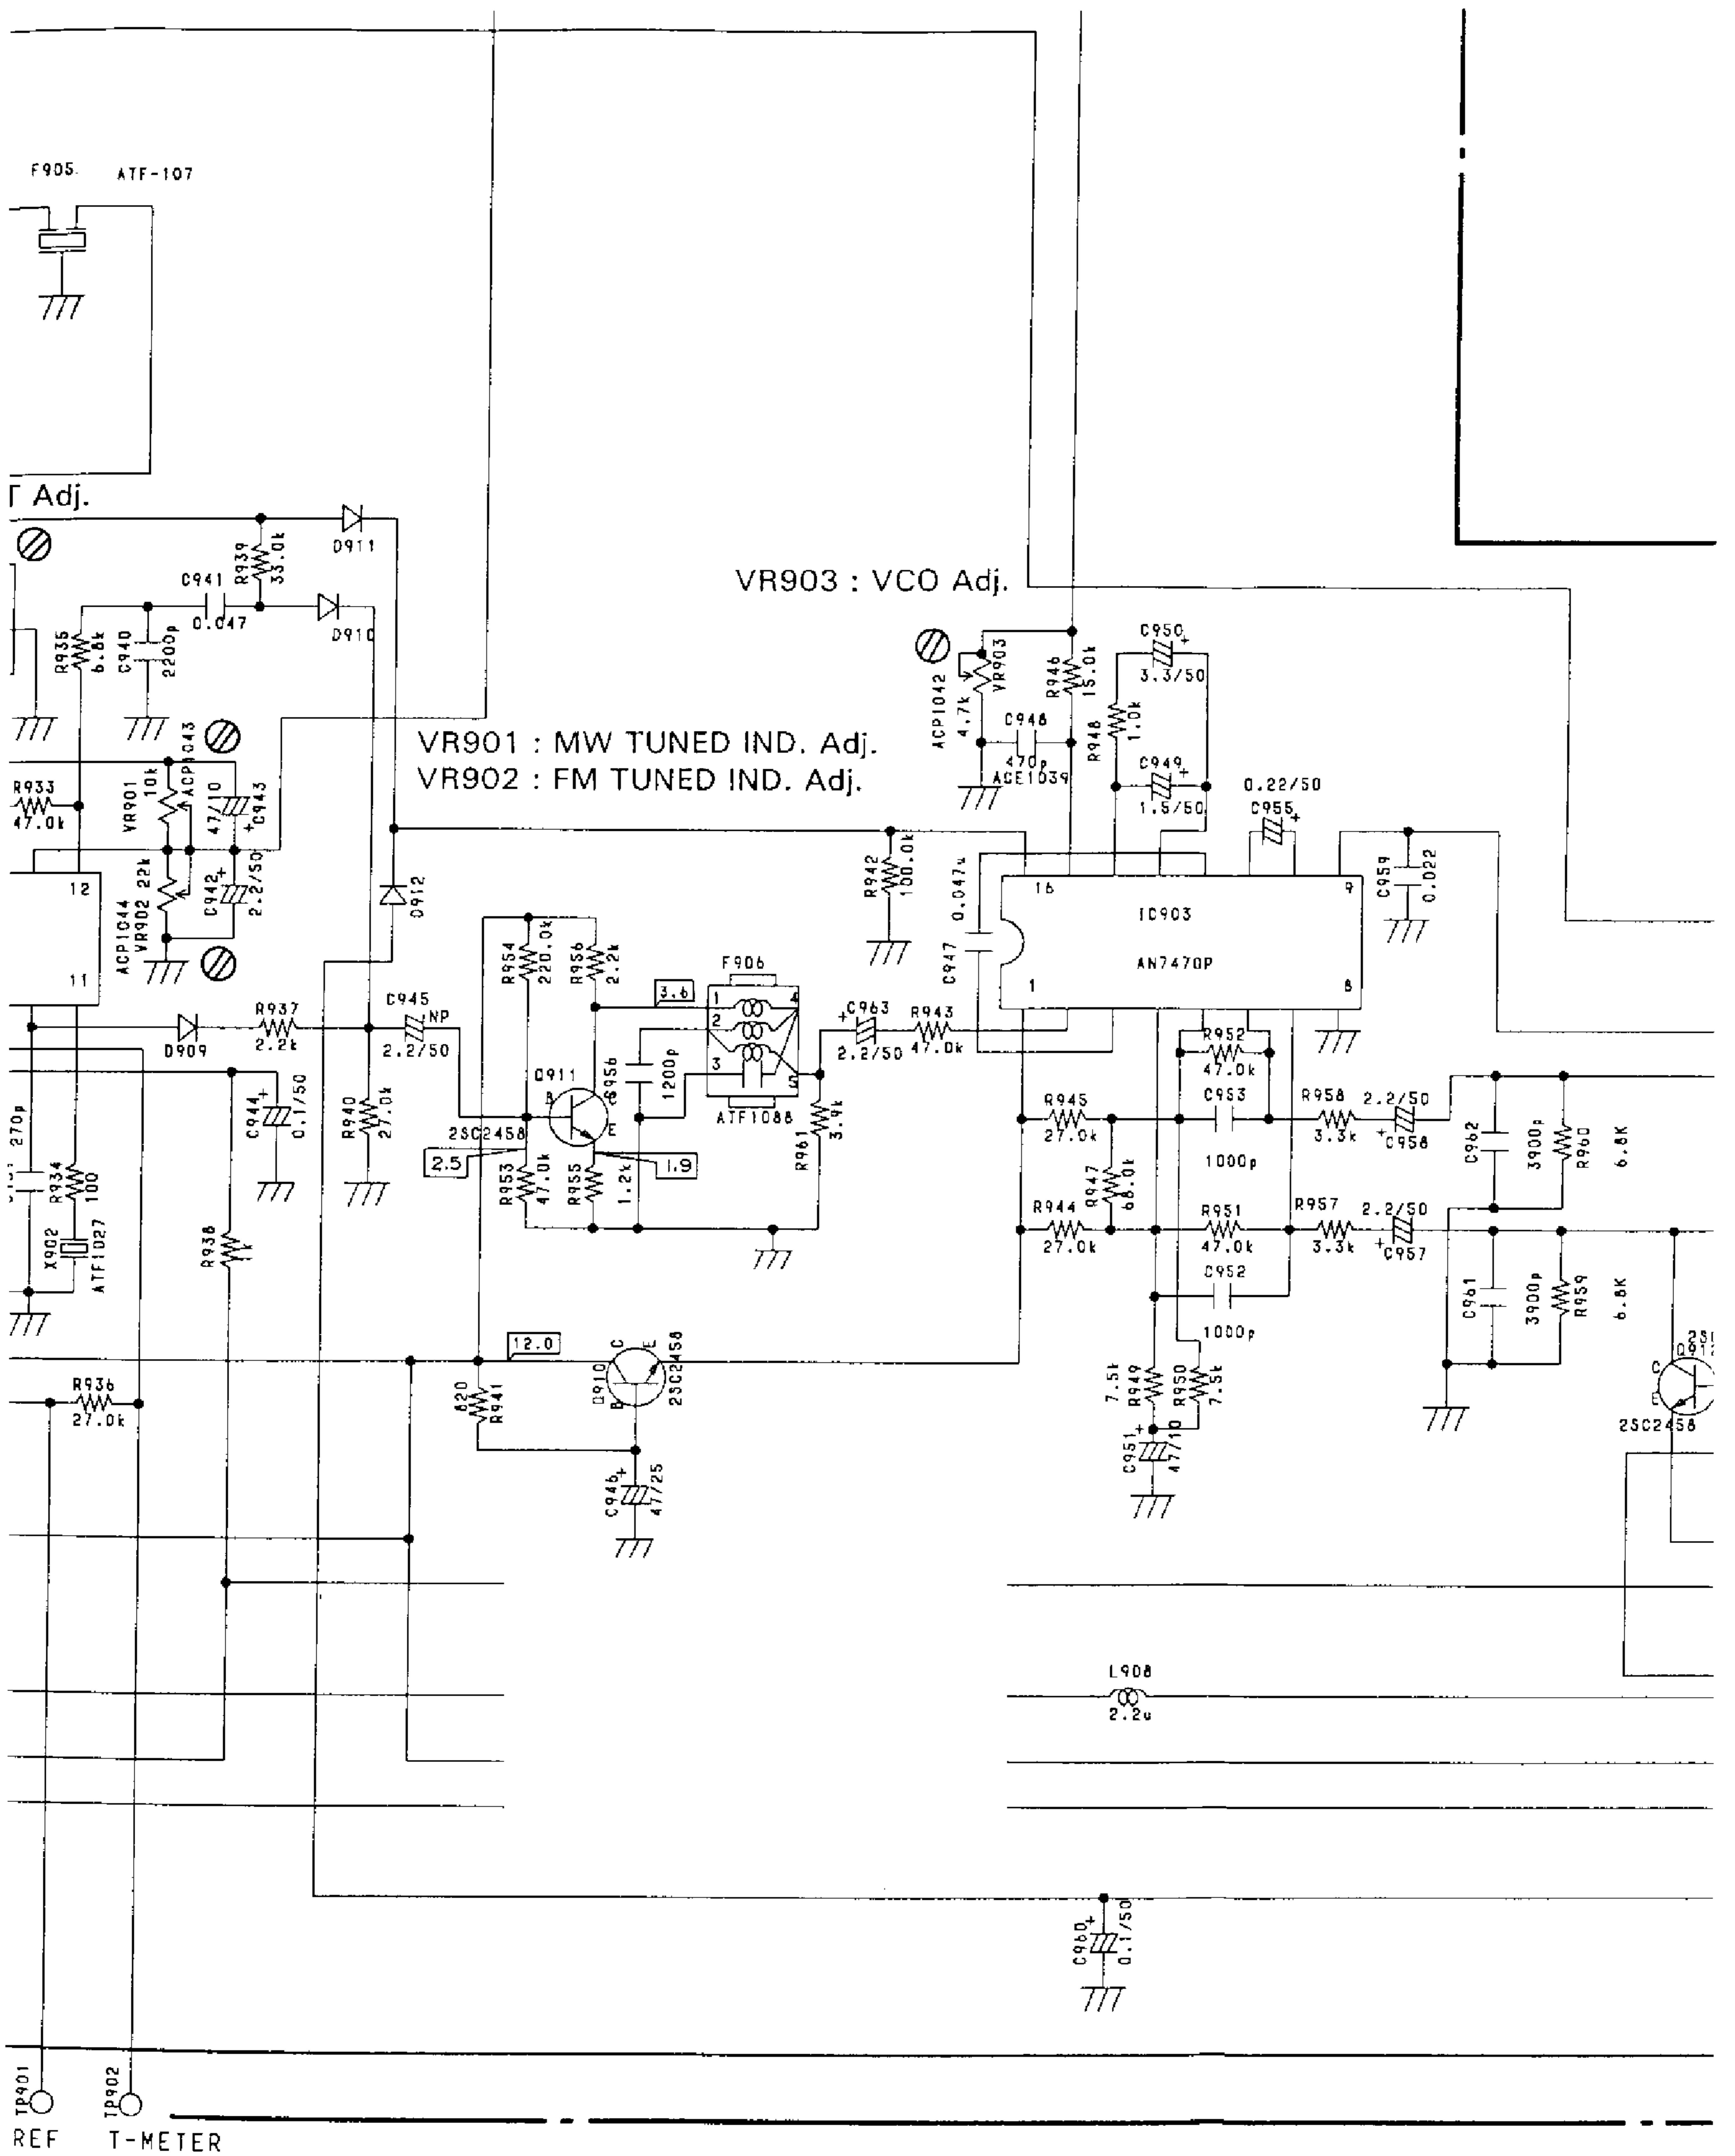 F905. ATF-107
T Adj.
D911
R939
33.0k
C941
0.047
D910
R935
6.8k
C940
2200p
VR903 : VCO Adj.
ACP1042
4.7k
VR903
R946
15.0k
C948
470p
ACE1039
R948
1.0k
C950
+
3.3/50
C949
+
1.5/50
0.22/50
C955
+
VR901 : MW TUNED IND. Adj.
VR902 : FM TUNED IND. Adj.
R933
47.0k
VR901
10k
ACP1043
47/10
+
C943
C942
+
2.2/50
ACP1044
VR902 22k
12
11
D912
R942
100.0k
0.047u
C947
16
9
IC903
AN7470P
1
8
C959
0.022
R954
220.0k
R956
2.2k
F906
3.6
1
2
3
4
5
ATF1088
D909
R937
2.2k
C945
NP
2.2/50
+
C963
2.2/50
R943
47.0k
C956
1200p
Q911
B
C
E
2SC2458
2.5
1.9
R953
47.0k
R955
1.2k
R961
3.9k
C944
+
0.1/50
R940
27.0k
270p
R934
100
X902
ATF1027
R938
1k
R952
47.0k
C953
1000p
R945
27.0k
R947
68.0k
R944
27.0k
R951
47.0k
C952
1000p
R958
3.3k
2.2/50
+
C958
R957
3.3k
2.2/50
+
C957
C962
3900p
R960
6.8K
C961
3900p
R959
6.8K
12.0
820
R941
Q910
C
E
B
2SC2458
C946
+
47/25
7.5k
R949
R950
7.5k
C951
+
47/10
Q912
C
E
2SC2458
R936
27.0k
L908
2.2u
C960
+
0.1/50
TP901
REF
TP902
T-METER